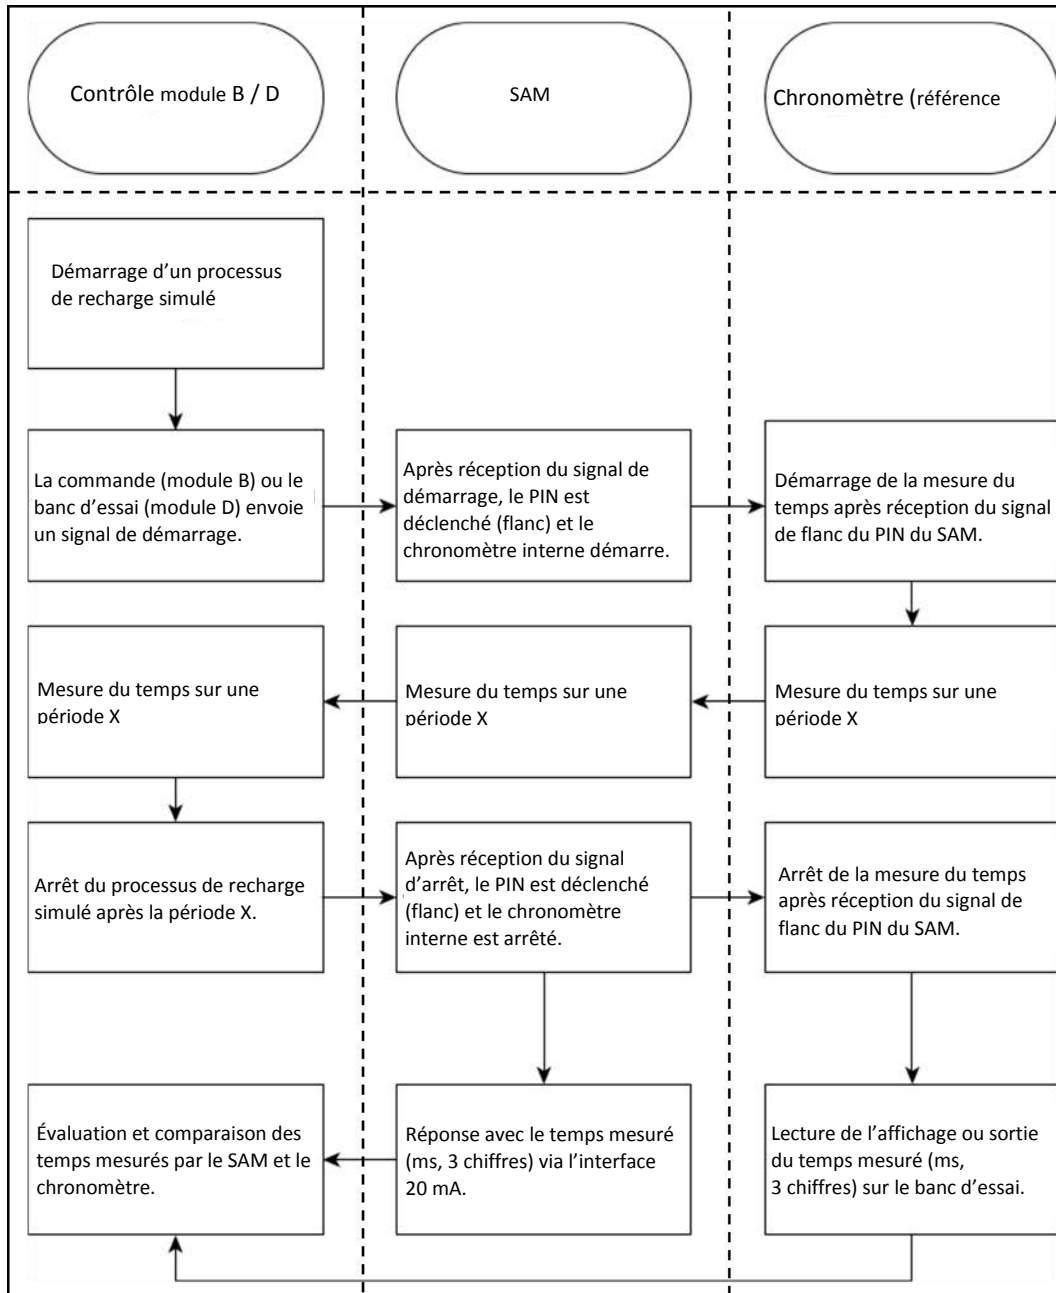 Contrôle module B / D
SAM
Chronomètre (référence
Démarrage d’un processus
de recharge simulé
La commande (module B) ou le
banc d’essai (module D) envoie
un signal de démarrage.
Après réception du signal de
démarrage, le PIN est
déclenché (flanc) et le
chronomètre interne démarre.
Démarrage de la mesure du
temps après réception du signal
de flanc du PIN du SAM.
Mesure du temps sur une
période X
Mesure du temps sur une
période X
Mesure du temps sur une
période X
Arrêt du processus de recharge
simulé après la période X.
Après réception du signal
d’arrêt, le PIN est déclenché
(flanc) et le chronomètre
interne est arrêté.
Arrêt de la mesure du temps
après réception du signal de
flanc du PIN du SAM.
Évaluation et comparaison des
temps mesurés par le SAM et le
chronomètre.
Réponse avec le temps mesuré
(ms, 3 chiffres) via l’interface
20 mA.
Lecture de l’affichage ou sortie
du temps mesuré (ms,
3 chiffres) sur le banc d’essai.